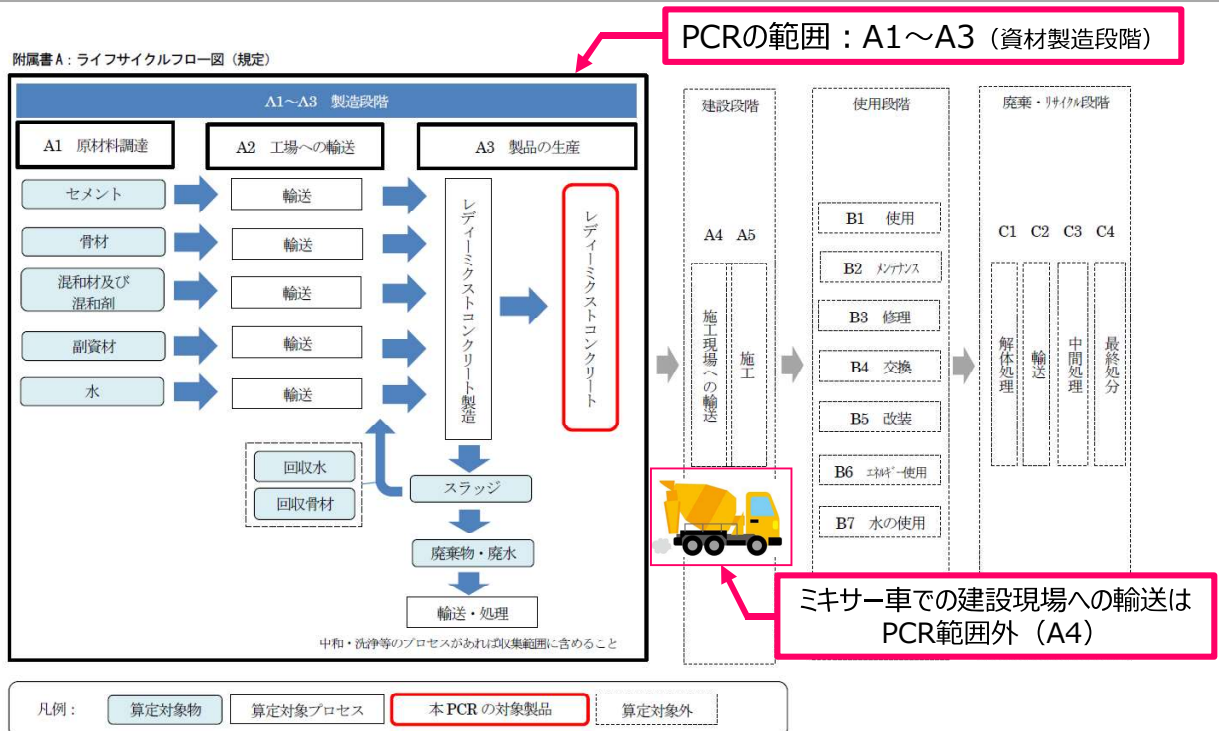 PCRの範囲：A1～A3（資材製造段階）
附属書A：ライフサイクルフロー図（規定）
A1～A3 製造段階
A1 原材料調達
A2 工場への輸送
A3 製品の生産
セメント
輸送
骨材
輸送
混和材及び
混和剤
輸送
副資材
輸送
水
輸送
レディーミクストコンクリート製造
レディーミクストコンクリート
回収水
回収骨材
スラッジ
廃棄物・廃水
輸送・処理
中和・洗浄等のプロセスがあれば収集範囲に含めること
建設段階
A4 A5
施工現場への輸送
施工
使用段階
B1 使用
B2 メンテナンス
B3 修理
B4 交換
B5 改装
B6 エネルギー使用
B7 水の使用
廃棄・リサイクル段階
C1 C2 C3 C4
解体処理
輸送
中間処理
最終処分
ミキサー車での建設現場への輸送は
PCR範囲外（A4）
凡例：
算定対象物
算定対象プロセス
本PCRの対象製品
算定対象外